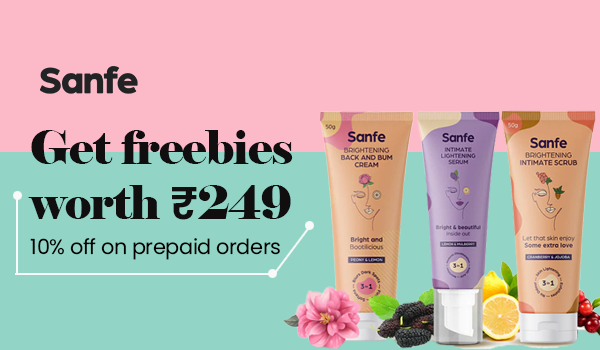 Sanfe
Get freebies
worth ₹249
10% off on prepaid orders
50g
Sanfe
BRIGHTENING
BACK AND BUM
CREAM
Bright and
Bootilicious
PEONY & LEMON
3-1
Sanfe
INTIMATE
LIGHTENING
SERUM
Bright & beautiful
inside out
LEMON & MULBERRY
3-1
50g
Sanfe
BRIGHTENING
INTIMATE SCRUB
Let that skin enjoy
Some extra love
CRANBERRY & JOJOBA
3-1